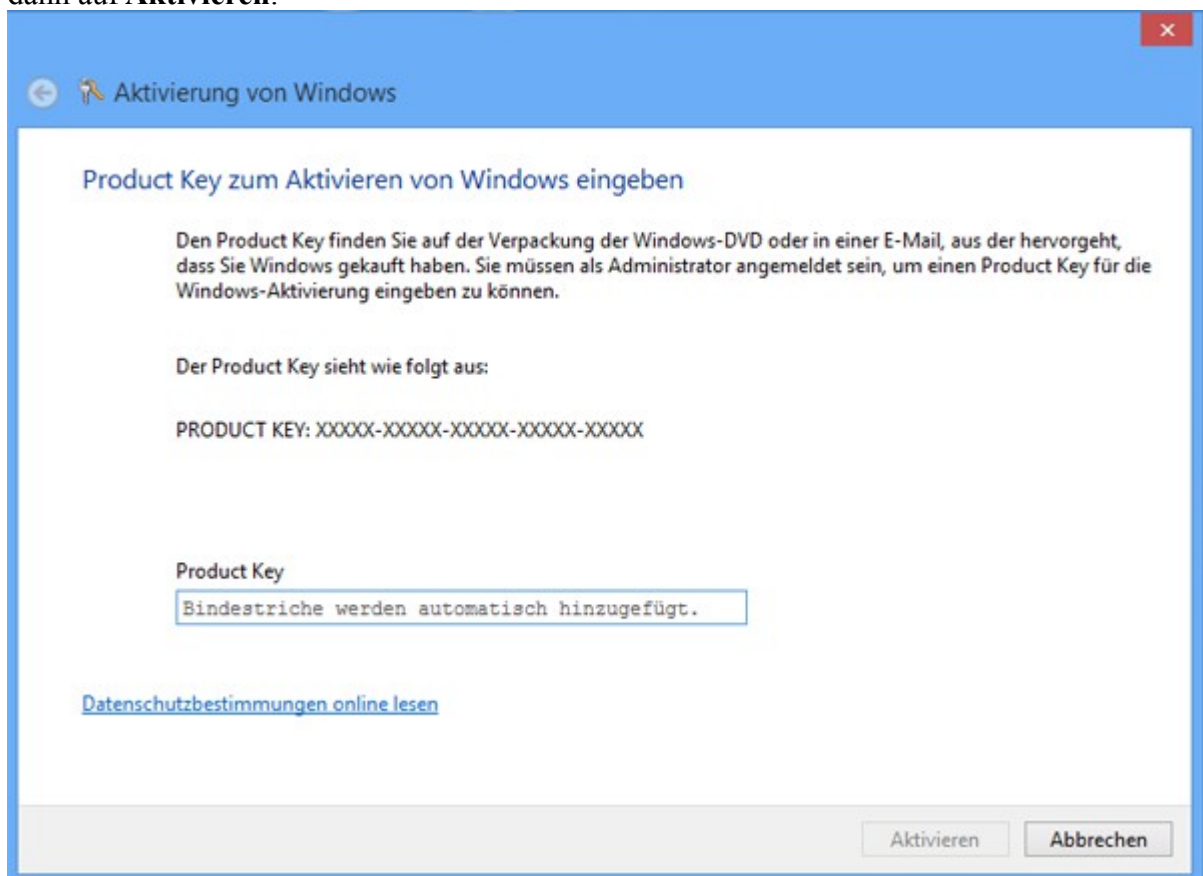 dann auf Aktivieren.
Aktivierung von Windows
Product Key zum Aktivieren von Windows eingeben
Den Product Key finden Sie auf der Verpackung der Windows-DVD oder in einer E-Mail, aus der hervorgeht,
dass Sie Windows gekauft haben. Sie müssen als Administrator angemeldet sein, um einen Product Key für die
Windows-Aktivierung eingeben zu können.
Der Product Key sieht wie folgt aus:
PRODUCT KEY: XXXXX-XXXXX-XXXXX-XXXXX-XXXXX
Product Key
Bindestriche werden automatisch hinzugefügt.
Datenschutzbestimmungen online lesen
Aktivieren Abbrechen